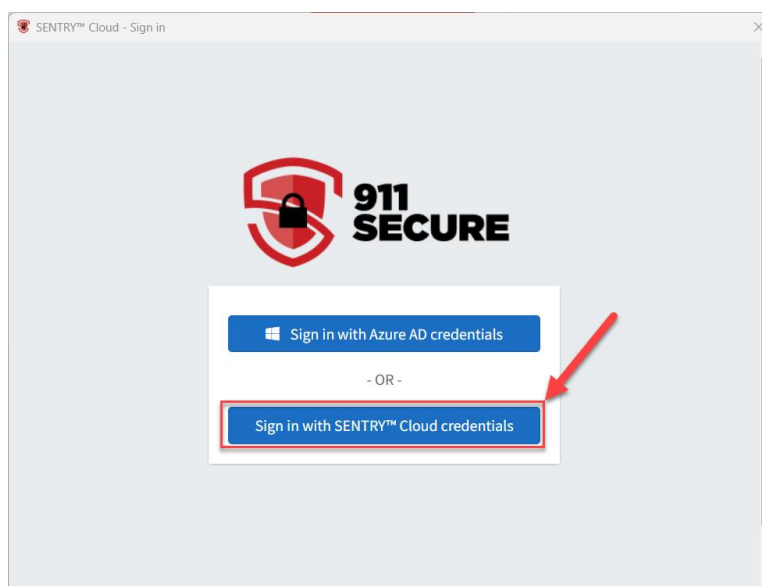 SENTRY™ Cloud - Sign in
911
SECURE
Sign in with Azure AD credentials
- OR -
Sign in with SENTRY™ Cloud credentials